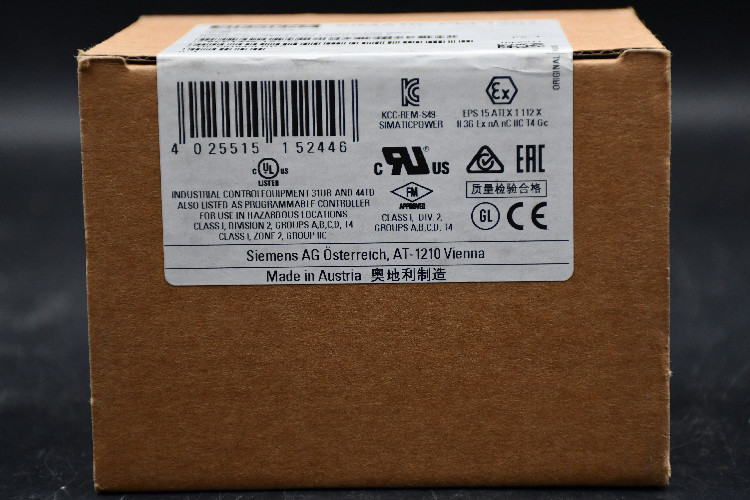 ORIGINAL
KCC-REM-S49
SIMATICPOWER
Ex
EPS 15 ATEX 1 112 X
II 3G Ex nA nC IIC T4 Gc
4 025515 152446
C UL US
LISTED
C RU US
EAC
INDUSTRIAL CONTROL EQUIPMENT 31UR AND 44TD
ALSO LISTED AS PROGRAMMABLE CONTROLLER
FOR USE IN HAZARDOUS LOCATIONS
CLASS I, DIVISION 2, GROUPS A,B,C,D, T4
CLASS I, ZONE 2, GROUP IIC
FM
APPROVED
CLASS I, DIV. 2,
GROUPS A,B,C,D, T4
质量检验合格
GL CE
Siemens AG Österreich, AT-1210 Vienna
Made in Austria 奥地利制造